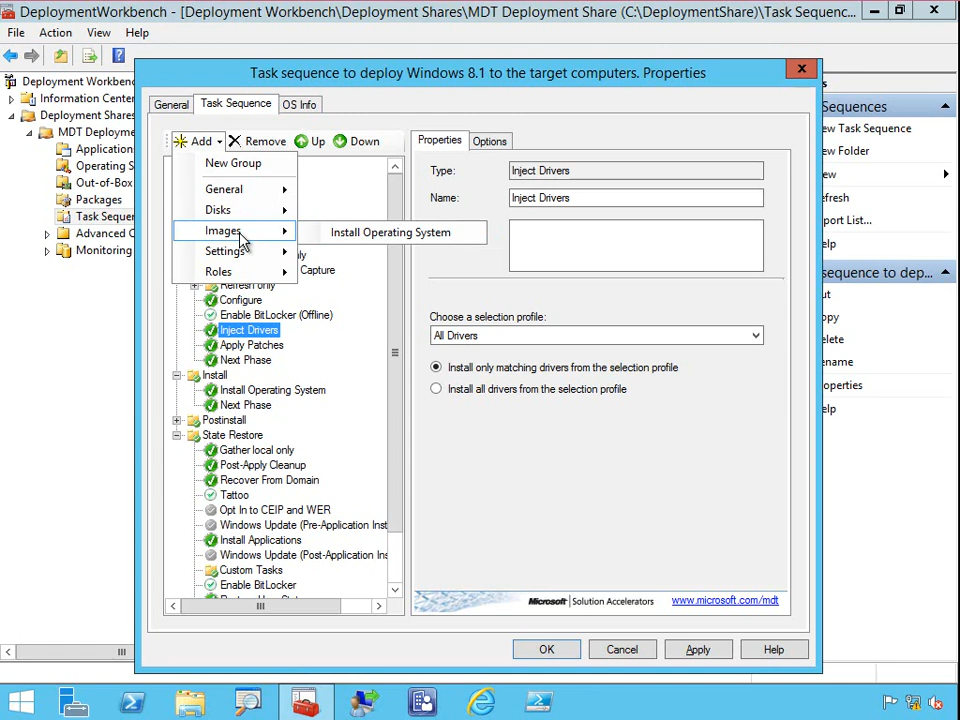 DeploymentWorkbench - [Deployment Workbench\Deployment Shares\MDT Deployment Share (C:\DeploymentShare)\Task Sequenc...
File Action View Help
Task sequence to deploy Windows 8.1 to the target computers. Properties
Deployment Workbenc
Information Center
Deployment Shares
MDT Deployme
Applications
Operating S
Out-of-Box
Packages
Task Sequer
Advanced C
Monitoring
General Task Sequence OS Info
Add Remove Up Down
New Group
General
Disks
Images
Settings
Roles
Install Operating System
nly
Capture
Refresh only
Configure
Enable BitLocker (Offline)
Inject Drivers
Apply Patches
Next Phase
Install
Install Operating System
Next Phase
Postinstall
State Restore
Gather local only
Post-Apply Cleanup
Recover From Domain
Tattoo
Opt In to CEIP and WER
Windows Update (Pre-Application Inst
Install Applications
Windows Update (Post-Application Ins
Custom Tasks
Enable BitLocker
Properties Options
Type: Inject Drivers
Name: Inject Drivers
Choose a selection profile:
All Drivers
Install only matching drivers from the selection profile
Install all drivers from the selection profile
Microsoft | Solution Accelerators www.microsoft.com/mdt
OK Cancel Apply Help
s
Sequences
ew Task Sequence
ew Folder
iew
efresh
port List...
elp
sequence to dep...
ut
opy
elete
ename
operties
elp